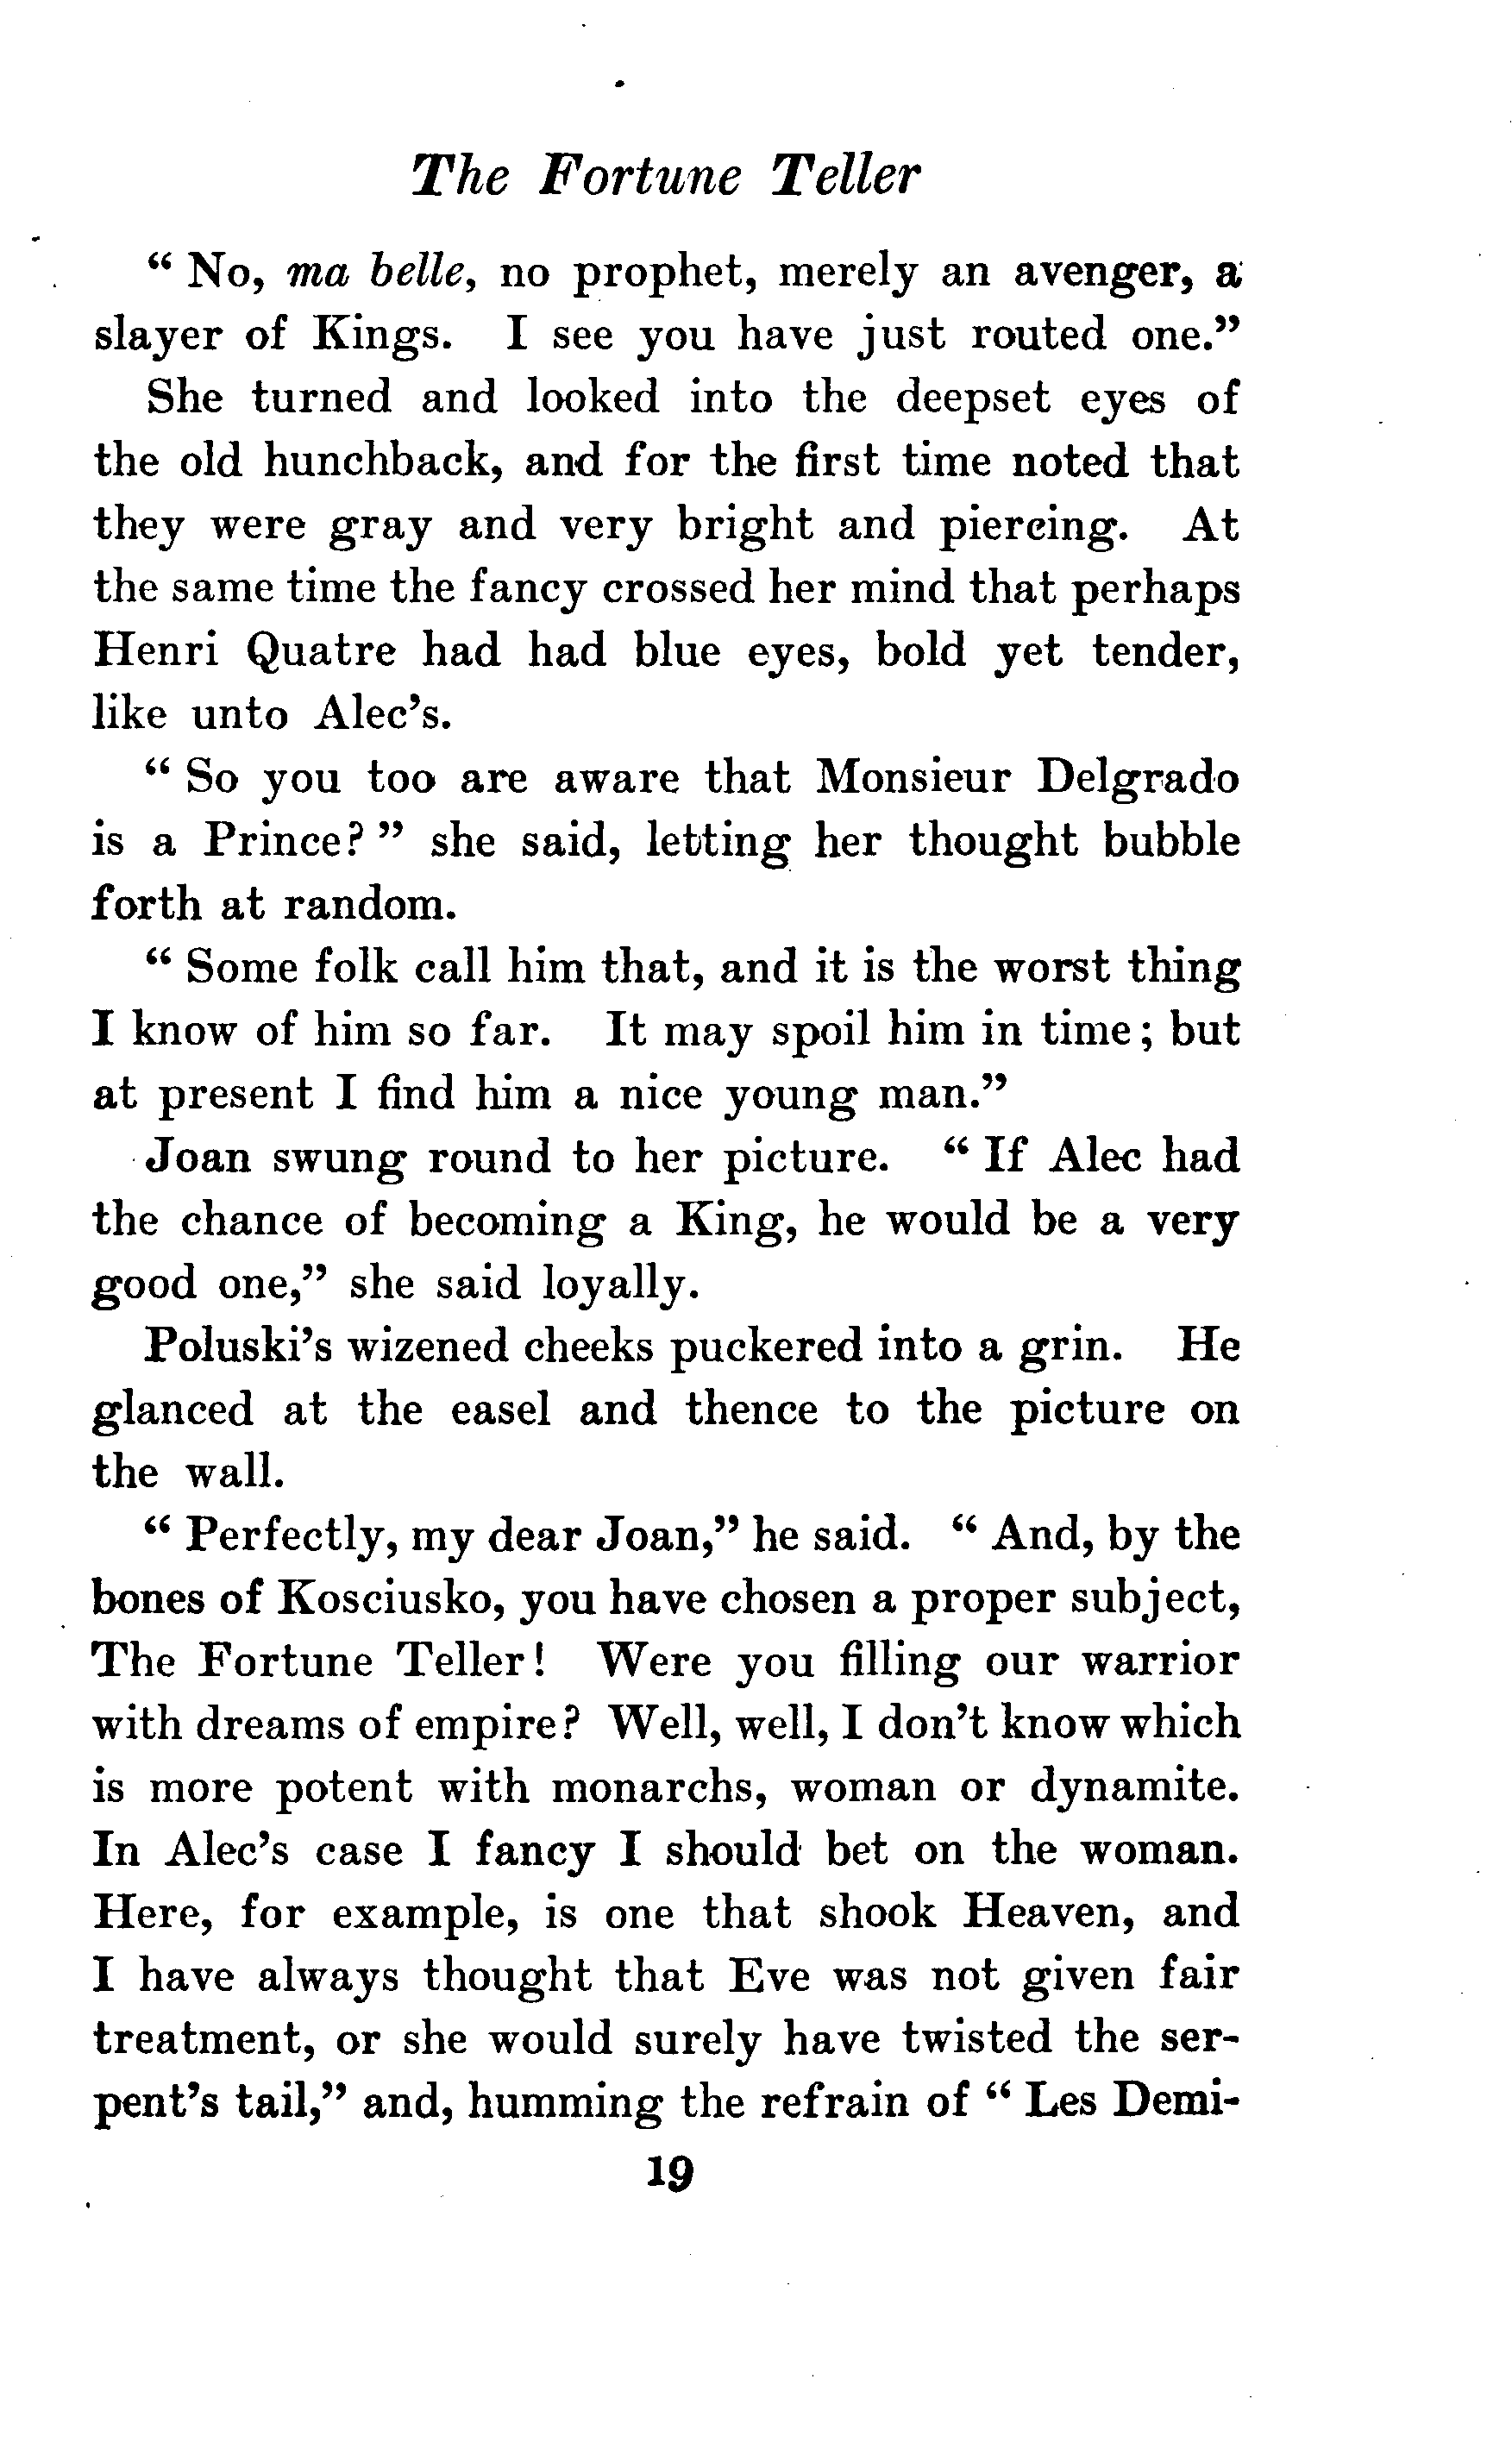 The Fortune Teller
“ No, ma belle, no prophet, merely an avenger, a
slayer of Kings. I see you have just routed one.”
She turned and looked into the deepset eyes of
the old hunchback, and for the first time noted that
they were gray and very bright and piercing. At
the same time the fancy crossed her mind that perhaps
Henri Quatre had had blue eyes, bold yet tender,
like unto Alec’s.
“ So you too are aware that Monsieur Delgrado
is a Prince? ” she said, letting her thought bubble
forth at random.
“ Some folk call him that, and it is the worst thing
I know of him so far. It may spoil him in time; but
at present I find him a nice young man.”
Joan swung round to her picture. “ If Alec had
the chance of becoming a King, he would be a very
good one,” she said loyally.
Poluski’s wizened cheeks puckered into a grin. He
glanced at the easel and thence to the picture on
the wall.
“ Perfectly, my dear Joan,” he said. “ And, by the
bones of Kosciusko, you have chosen a proper subject,
The Fortune Teller! Were you filling our warrior
with dreams of empire? Well, well, I don’t know which
is more potent with monarchs, woman or dynamite.
In Alec’s case I fancy I should bet on the woman.
Here, for example, is one that shook Heaven, and
I have always thought that Eve was not given fair
treatment, or she would surely have twisted the ser-
pent’s tail,” and, humming the refrain of “ Les Demi-
19